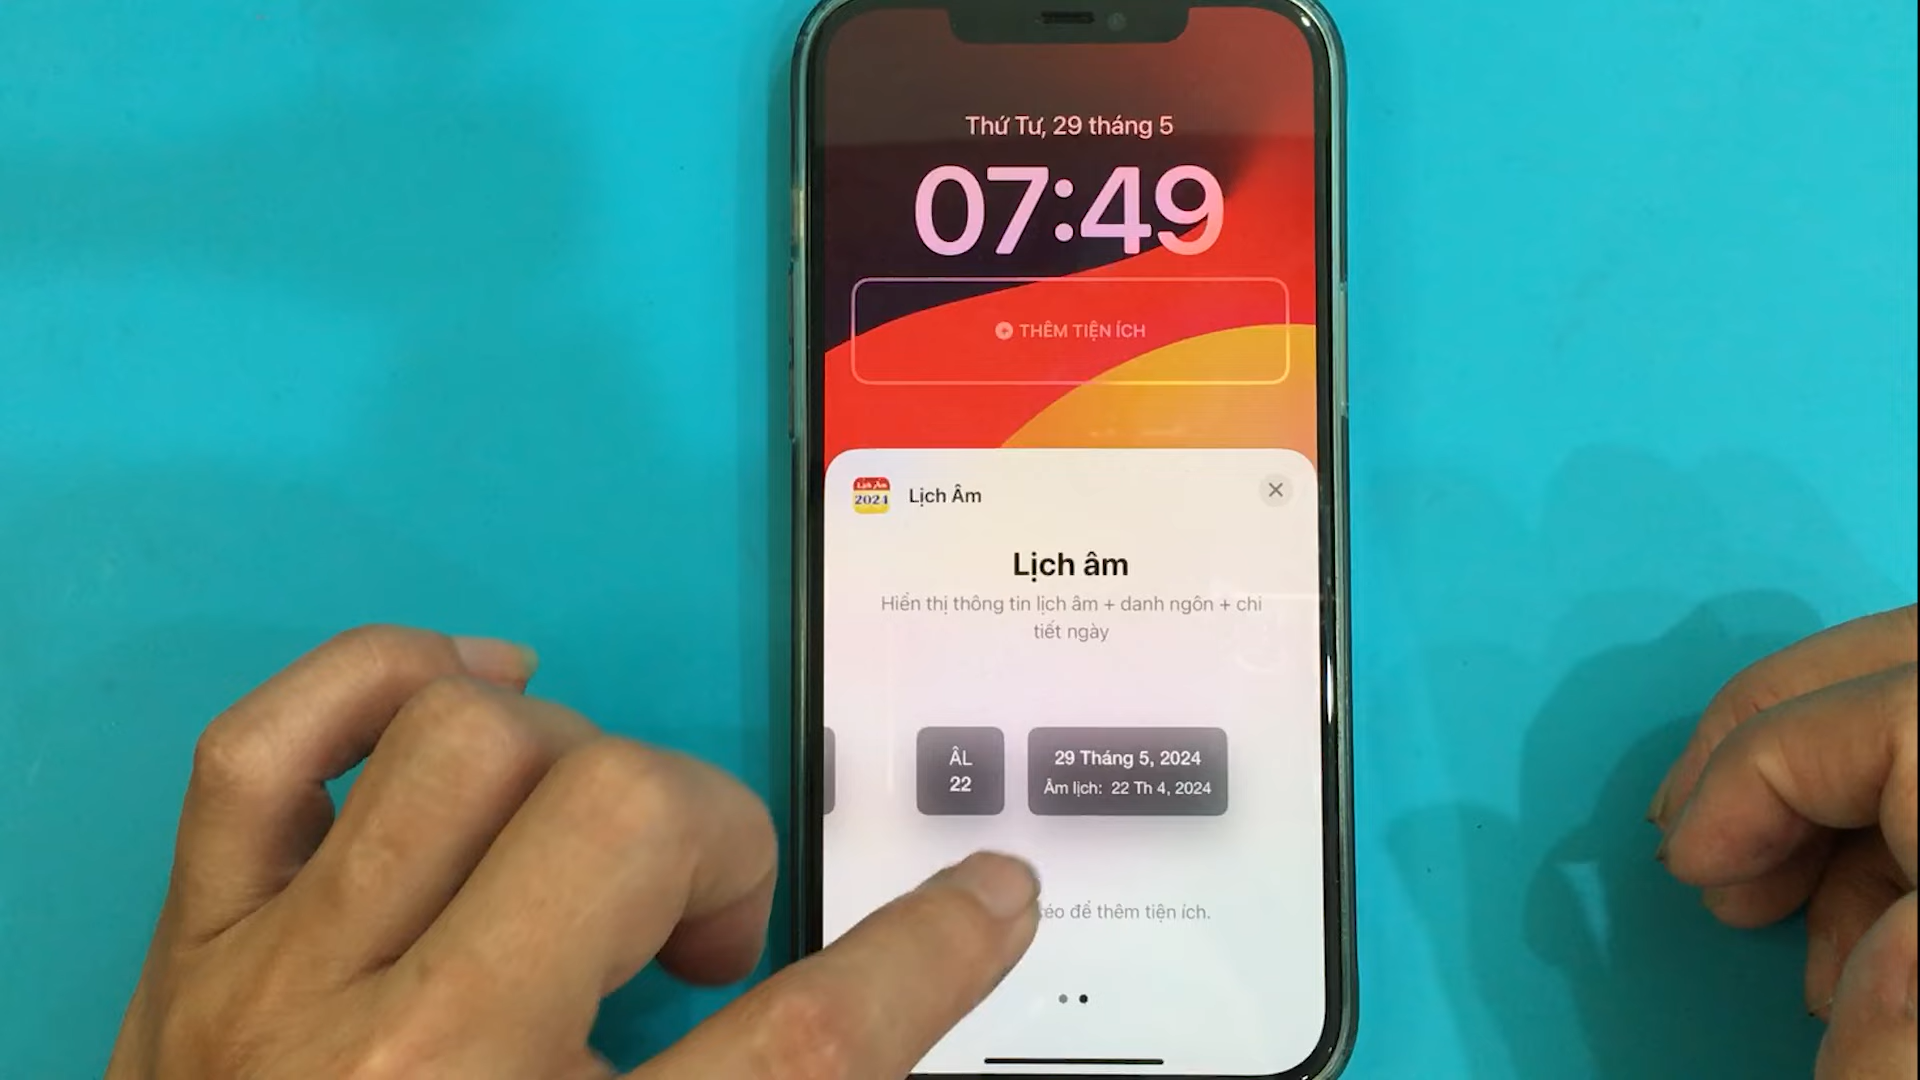 Thứ Tư, 29 tháng 5
07:49
THÊM TIỆN ÍCH
Lịch Âm
2024
Lịch Âm
Lịch âm
Hiển thị thông tin lịch âm + danh ngôn + chi
tiết ngày
ÂL
22
29 Tháng 5, 2024
Âm lịch: 22 Th 4, 2024
để thêm tiện ích.